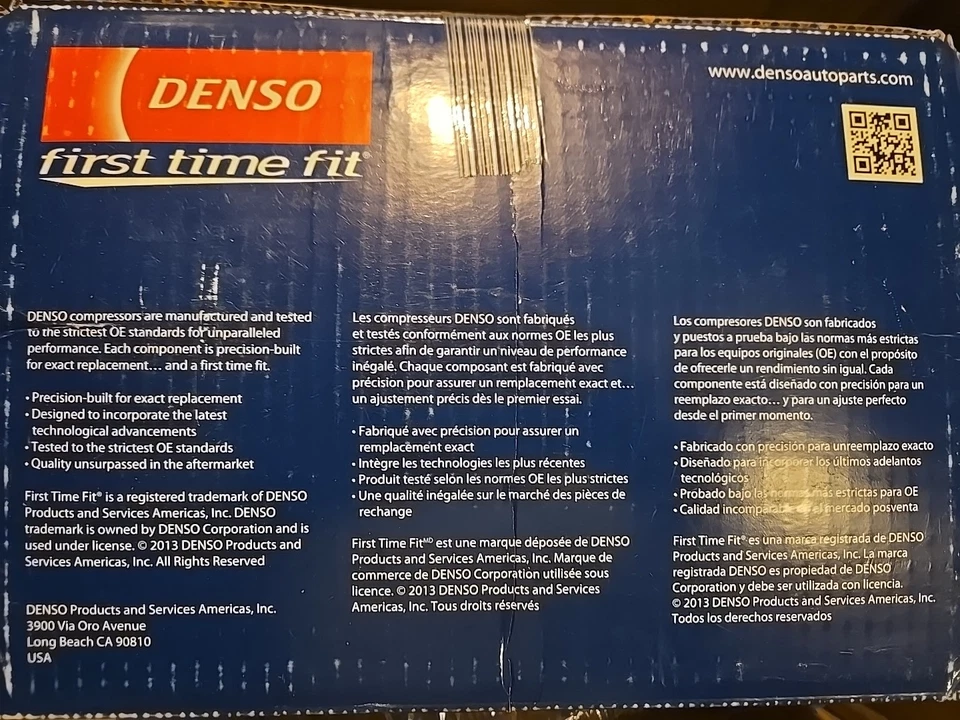 DENSO
first time fit®
www.densoautoparts.com
DENSO compressors are manufactured and tested
to the strictest OE standards for unparalleled
performance. Each component is precision-built
for exact replacement... and a first time fit.
• Precision-built for exact replacement
• Designed to incorporate the latest
technological advancements
• Tested to the strictest OE standards
• Quality unsurpassed in the aftermarket
First Time Fit® is a registered trademark of DENSO
Products and Services Americas, Inc. DENSO
trademark is owned by DENSO Corporation and is
used under license. © 2013 DENSO Products and
Services Americas, Inc. All Rights Reserved
DENSO Products and Services Americas, Inc.
3900 Via Oro Avenue
Long Beach CA 90810
USA
Les compresseurs DENSO sont fabriqués
et testés conformément aux normes OE les plus
strictes afin de garantir un niveau de performance
inégalé. Chaque composant est fabriqué avec
précision pour assurer un remplacement exact et...
un ajustement précis dès le premier essai.
• Fabriqué avec précision pour assurer un
remplacement exact
• Intègre les technologies les plus récentes
• Produit testé selon les normes OE les plus strictes
• Une qualité inégalée sur le marché des pièces de
rechange
First Time Fit᪲ᴰ est une marque déposée de DENSO
Products and Services Americas, Inc. Marque de
commerce de DENSO Corporation utilisée sous
licence. © 2013 DENSO Products and Services
Americas, Inc. Tous droits réservés
Los compresores DENSO son fabricados
y puestos a prueba bajo las normas más estrictas
para los equipos originales (OE) con el propósito
de ofrecerle un rendimiento sin igual. Cada
componente está diseñado con precisión para un
reemplazo exacto... y para un ajuste perfecto
desde el primer momento.
• Fabricado con precisión para unreemplazo exacto
• Diseñado para incorporar los últimos adelantos
tecnológicos
• Probado bajo las normas más estrictas para OE
• Calidad incomparable en el mercado posventa
First Time Fit® es una marca registrada de DENSO
Products and Services Americas, Inc. La marca
registrada DENSO es propiedad de DENSO
Corporation y debe ser utilizada con licencia.
© 2013 DENSO Products and Services Americas, Inc.
Todos los derechos reservados